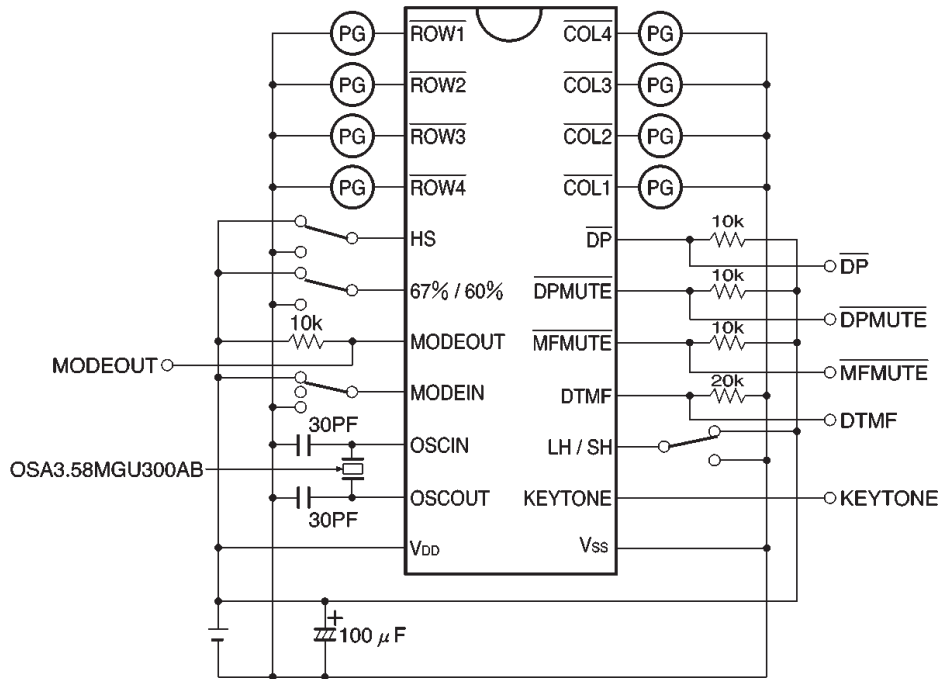 PG ROW1 COL4 PG
PG ROW2 COL3 PG
PG ROW3 COL2 PG
PG ROW4 COL1 PG
10k
HS DP
DP
10k
67% / 60% DPMUTE
DPMUTE
10k 10k
MODEOUT MFMUTE
MODEOUT
MFMUTE
20k
MODEIN DTMF
DTMF
30PF
OSCIN LH / SH
OSA3.58MGU300AB
OSCOUT KEYTONE KEYTONE
30PF
VDD VSS
+
100 μF